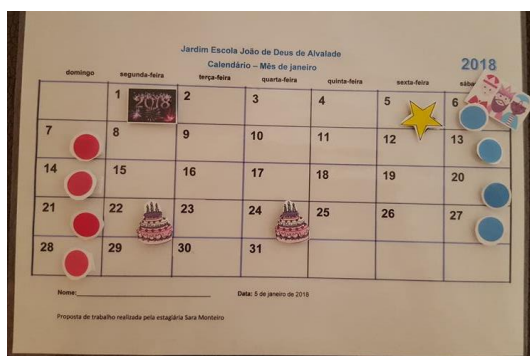 Jardim Escola João de Deus de Alvalade
Calendário – Mês de janeiro
2018
domingo segunda-feira terça-feira quarta-feira quinta-feira sexta-feira
1 2018 2 3 4 5 6
7 8 9 10 11 12 13
14 15 16 17 18 19 20
21 22 23 24 25 26 27
28 29 30 31
Nome: Data: 5 de janeiro de 2018
Proposta de trabalho realizada pela estagiária Sara Monteiro